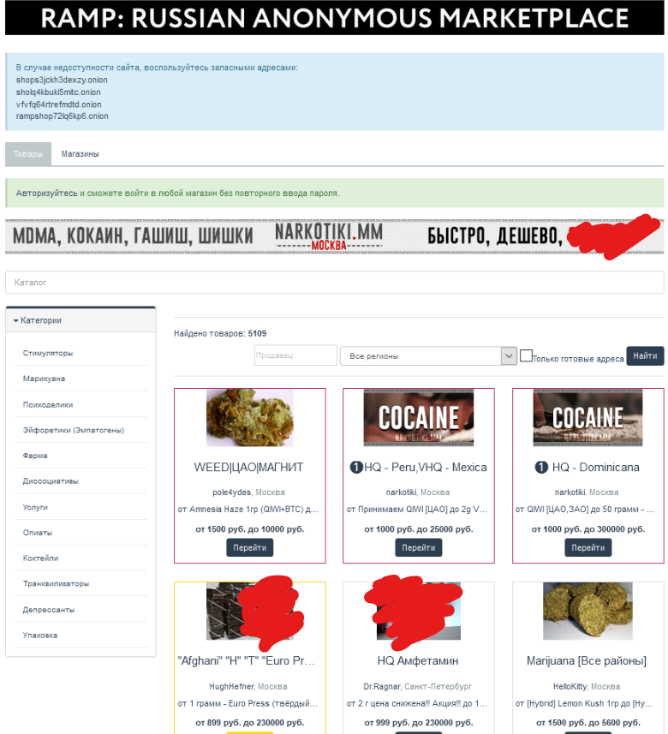 RAMP: RUSSIAN ANONYMOUS MARKETPLACE
В случае недоступности сайта, воспользуйтесь запасными адресами:
shops3jckh3dexzy.onion
sholq4kbukl5mitc.onion
vfvfq64rtrefmdtd.onion
rampshop72lq6kp6.onion
Товары Магазины
Авторизуйтесь и сможете войти в любой магазин без повторного ввода пароля.
MDMA, КОКАИН, ГАШИШ, ШИШКИ NARKOTIKI.MM БЫСТРО, ДЕШЕВО,
МОСКВА
Каталог
Категории
Стимуляторы
Марихуана
Психоделики
Эйфоретики (Эмпатогены)
Фарма
Диссоциативы
Услуги
Опиаты
Коктейли
Транквилизаторы
Депрессанты
Упаковка
Найдено товаров: 5109
Продавец Все регионы Только готовые адреса Найти
WEED|ЦАО|МАГНИТ
pole4ydes, Москва
от Amnesia Haze 1гр (QIWI+BTC) д...
от 1500 руб. до 10000 руб.
Перейти
COCAINE
NARKOTIKI.MM
1 HQ - Peru,VHQ - Mexica
narkotiki, Москва
от Принимаем QIWI [ЦАО] до 2g V...
от 1000 руб. до 25000 руб.
Перейти
COCAINE
NARKOTIKI.MM
1 HQ - Dominicana
narkotiki, Москва
от QIWI [ЦАО,ЗАО] до 50 грамм - ...
от 1000 руб. до 300000 руб.
Перейти
"Afghani" "H" "T" "Euro Pr...
HughHefner, Москва
от 1 грамм - Euro Press (твёрдый...
от 899 руб. до 230000 руб.
HQ Амфетамин
Dr.Ragnar, Санкт-Петербург
от 2 г цена снижена!! Акция!! до 1...
от 999 руб. до 230000 руб.
Marijuana [Все районы]
HelloKitty, Москва
от [Hybrid] Lemon Kush 1гр до [Hy...
от 1500 руб. до 5600 руб.